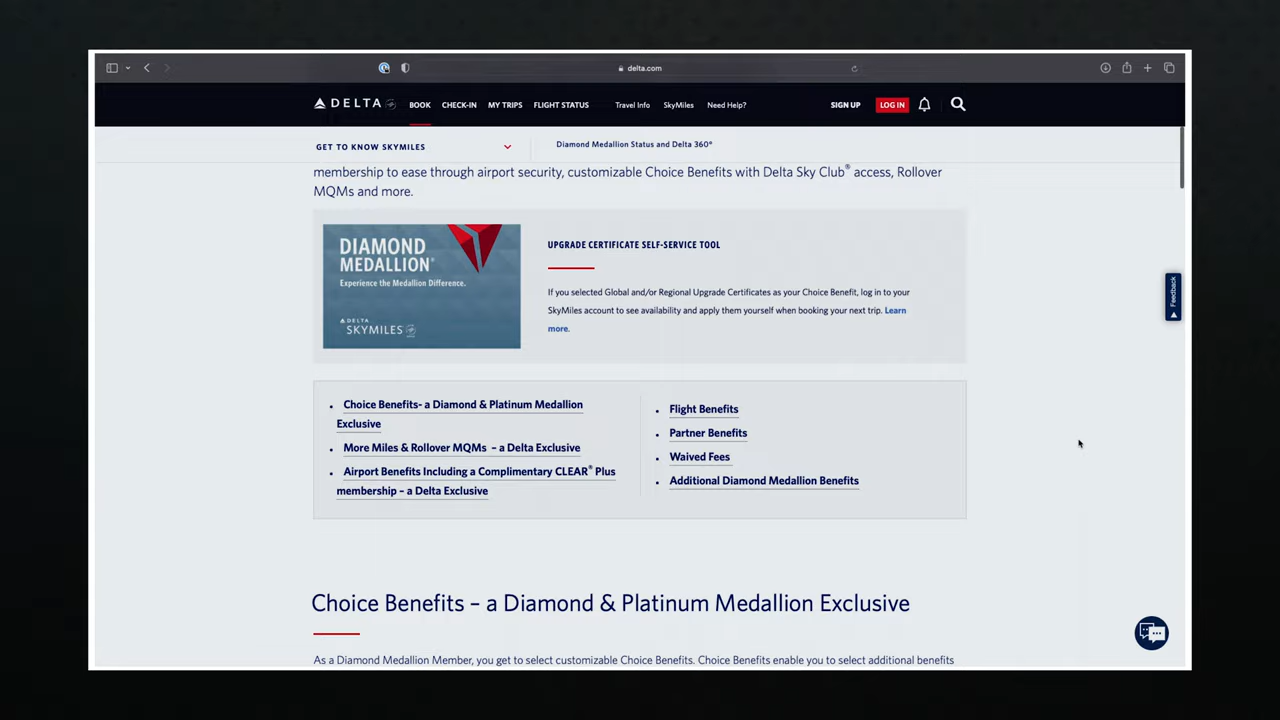 delta.com
DELTA BOOK CHECK-IN MY TRIPS FLIGHT STATUS Travel Info SkyMiles Need Help? SIGN UP LOG IN
GET TO KNOW SKYMILES Diamond Medallion Status and Delta 360°
membership to ease through airport security, customizable Choice Benefits with Delta Sky Club® access, Rollover
MQMs and more.
DIAMOND
MEDALLION®
Experience the Medallion Difference.
DELTA
SKYMILES
UPGRADE CERTIFICATE SELF-SERVICE TOOL
If you selected Global and/or Regional Upgrade Certificates as your Choice Benefit, log in to your
SkyMiles account to see availability and apply them yourself when booking your next trip. Learn
more.
Feedback
• Choice Benefits- a Diamond & Platinum Medallion
Exclusive
• More Miles & Rollover MQMs – a Delta Exclusive
• Airport Benefits Including a Complimentary CLEAR® Plus
membership – a Delta Exclusive
• Flight Benefits
• Partner Benefits
• Waived Fees
• Additional Diamond Medallion Benefits
Choice Benefits – a Diamond & Platinum Medallion Exclusive
As a Diamond Medallion Member, you get to select customizable Choice Benefits. Choice Benefits enable you to select additional benefits